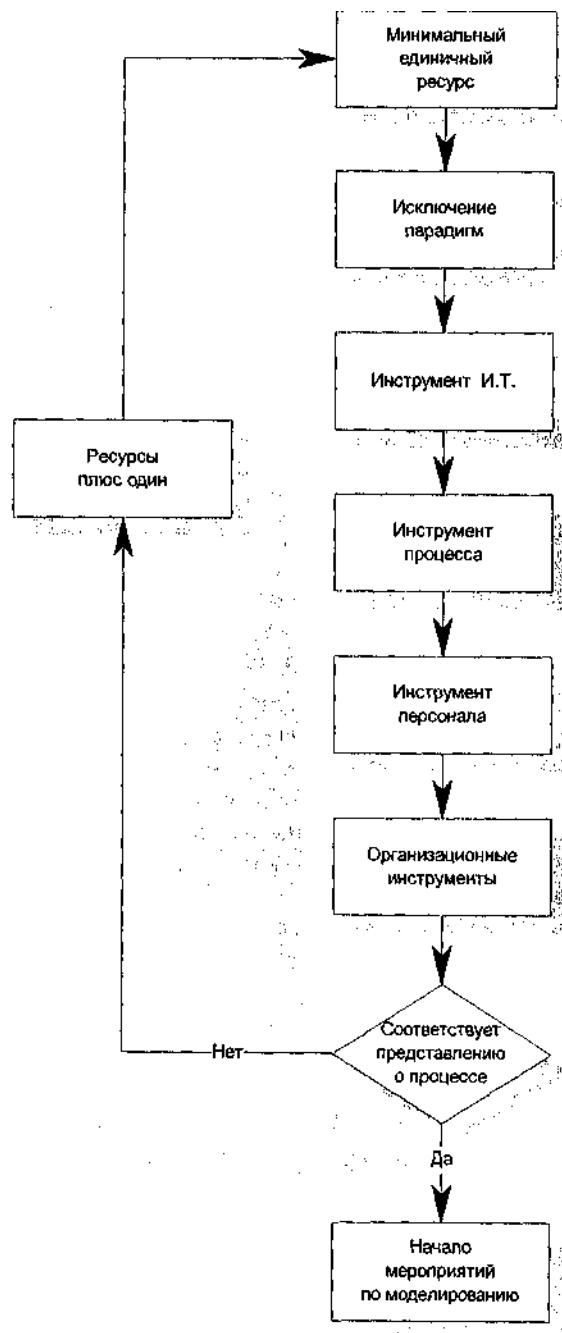 Минимальный
единичный
ресурс
Исключение
парадигм
Инструмент И.Т.
Ресурсы
плюс один
Инструмент
процесса
Инструмент
персонала
Организационные
инструменты
Соответствует
представлению
о процессе
Нет
Да
Начало
мероприятий
по моделированию